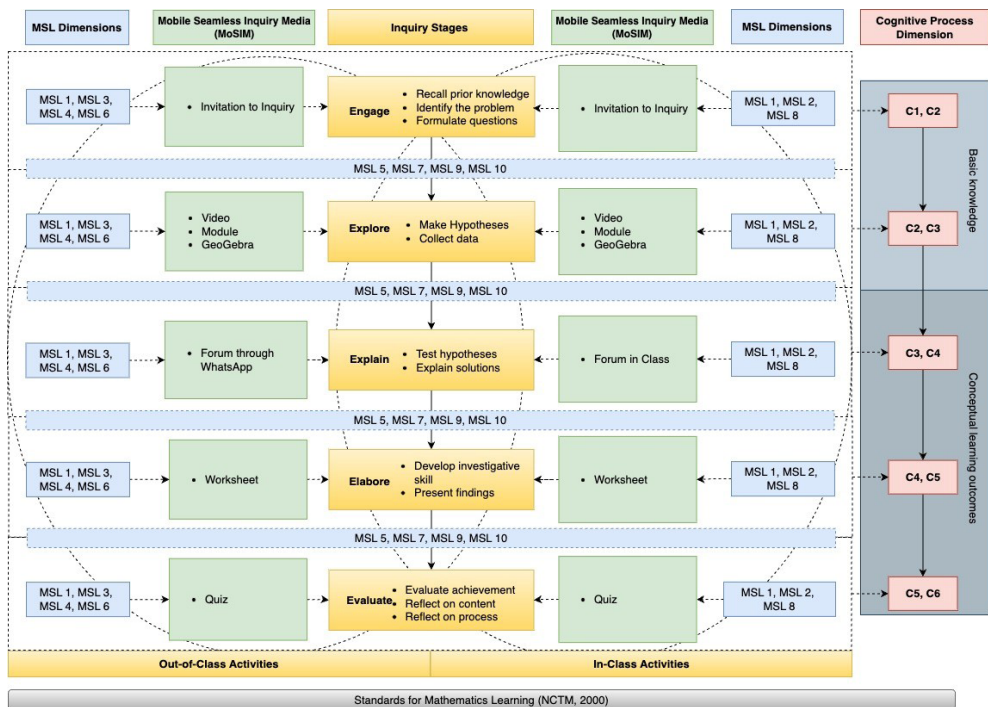 MSL Dimensions
Mobile Seamless Inquiry Media
(MoSIM)
Inquiry Stages
Mobile Seamless Inquiry Media
(MoSIM)
MSL Dimensions
Cognitive Process
Dimension
MSL 1, MSL 3,
MSL 4, MSL 6
• Invitation to Inquiry
Engage
• Recall prior knowledge
• Identify the problem
• Formulate questions
• Invitation to Inquiry
MSL 1, MSL 2,
MSL 8
C1, C2
MSL 5, MSL 7, MSL 9, MSL 10
Basic knowledge
MSL 1, MSL 3,
MSL 4, MSL 6
• Video
• Module
• GeoGebra
Explore
• Make Hypotheses
• Collect data
• Video
• Module
• GeoGebra
MSL 1, MSL 2,
MSL 8
C2, C3
MSL 5, MSL 7, MSL 9, MSL 10
MSL 1, MSL 3,
MSL 4, MSL 6
• Forum through
WhatsApp
Explain
• Test hypotheses
• Explain solutions
• Forum in Class
MSL 1, MSL 2,
MSL 8
C3, C4
MSL 5, MSL 7, MSL 9, MSL 10
Conceptual learning outcomes
MSL 1, MSL 3,
MSL 4, MSL 6
• Worksheet
Elabore
• Develop investigative
skill
• Present findings
• Worksheet
MSL 1, MSL 2,
MSL 8
C4, C5
MSL 5, MSL 7, MSL 9, MSL 10
MSL 1, MSL 3,
MSL 4, MSL 6
• Quiz
Evaluate
• Evaluate achievement
• Reflect on content
• Reflect on process
• Quiz
MSL 1, MSL 2,
MSL 8
C5, C6
Out-of-Class Activities
In-Class Activities
Standards for Mathematics Learning (NCTM, 2000)